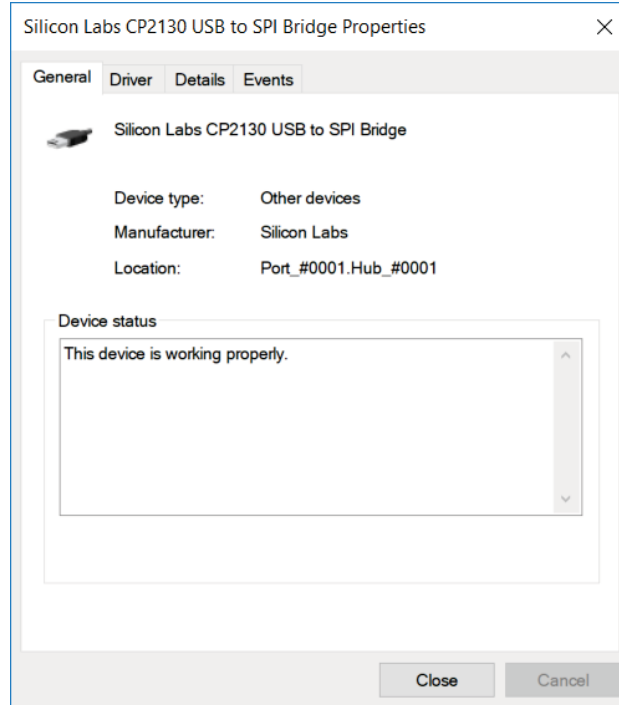 Silicon Labs CP2130 USB to SPI Bridge Properties
General Driver Details Events
Silicon Labs CP2130 USB to SPI Bridge
Device type: Other devices
Manufacturer: Silicon Labs
Location: Port_#0001.Hub_#0001
Device status
This device is working properly.
Close Cancel